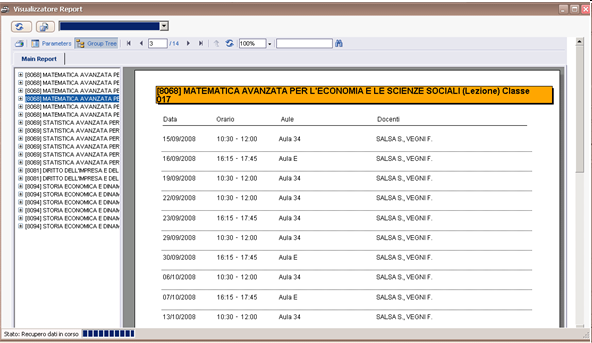 Visualizzatore Report
Parameters Group Tree 3 /14 100%
Main Report
[8068] MATEMATICA AVANZATA PE
[8068] MATEMATICA AVANZATA PE
[8068] MATEMATICA AVANZATA PE
[8068] MATEMATICA AVANZATA PE
[8068] MATEMATICA AVANZATA PE
[8068] MATEMATICA AVANZATA PE
[8069] STATISTICA AVANZATA PER
[8069] STATISTICA AVANZATA PER
[8069] STATISTICA AVANZATA PER
[8069] STATISTICA AVANZATA PER
[8069] STATISTICA AVANZATA PER
[8081] DIRITTO DELL'IMPRESA E DEL
[8081] DIRITTO DELL'IMPRESA E DEL
[8094] STORIA ECONOMICA E DINAM
[8094] STORIA ECONOMICA E DINAM
[8094] STORIA ECONOMICA E DINAM
[8094] STORIA ECONOMICA E DINAM
[8094] STORIA ECONOMICA E DINAM
[8068] MATEMATICA AVANZATA PER L'ECONOMIA E LE SCIENZE SOCIALI (Lezione) Classe
017
Data Orario Aule Docenti
15/09/2008 10:30 - 12:00 Aula 34 SALSA S., VEGNI F.
16/09/2008 16:15 - 17:45 Aula E SALSA S., VEGNI F.
19/09/2008 10:30 - 12:00 Aula 34 SALSA S., VEGNI F.
22/09/2008 10:30 - 12:00 Aula 34 SALSA S., VEGNI F.
23/09/2008 16:15 - 17:45 Aula E SALSA S., VEGNI F.
29/09/2008 10:30 - 12:00 Aula 34 SALSA S., VEGNI F.
30/09/2008 16:15 - 17:45 Aula E SALSA S., VEGNI F.
06/10/2008 10:30 - 12:00 Aula 34 SALSA S., VEGNI F.
07/10/2008 16:15 - 17:45 Aula E SALSA S., VEGNI F.
13/10/2008 10:30 - 12:00 Aula 34 SALSA S., VEGNI F.
Stato: Recupero dati in corso